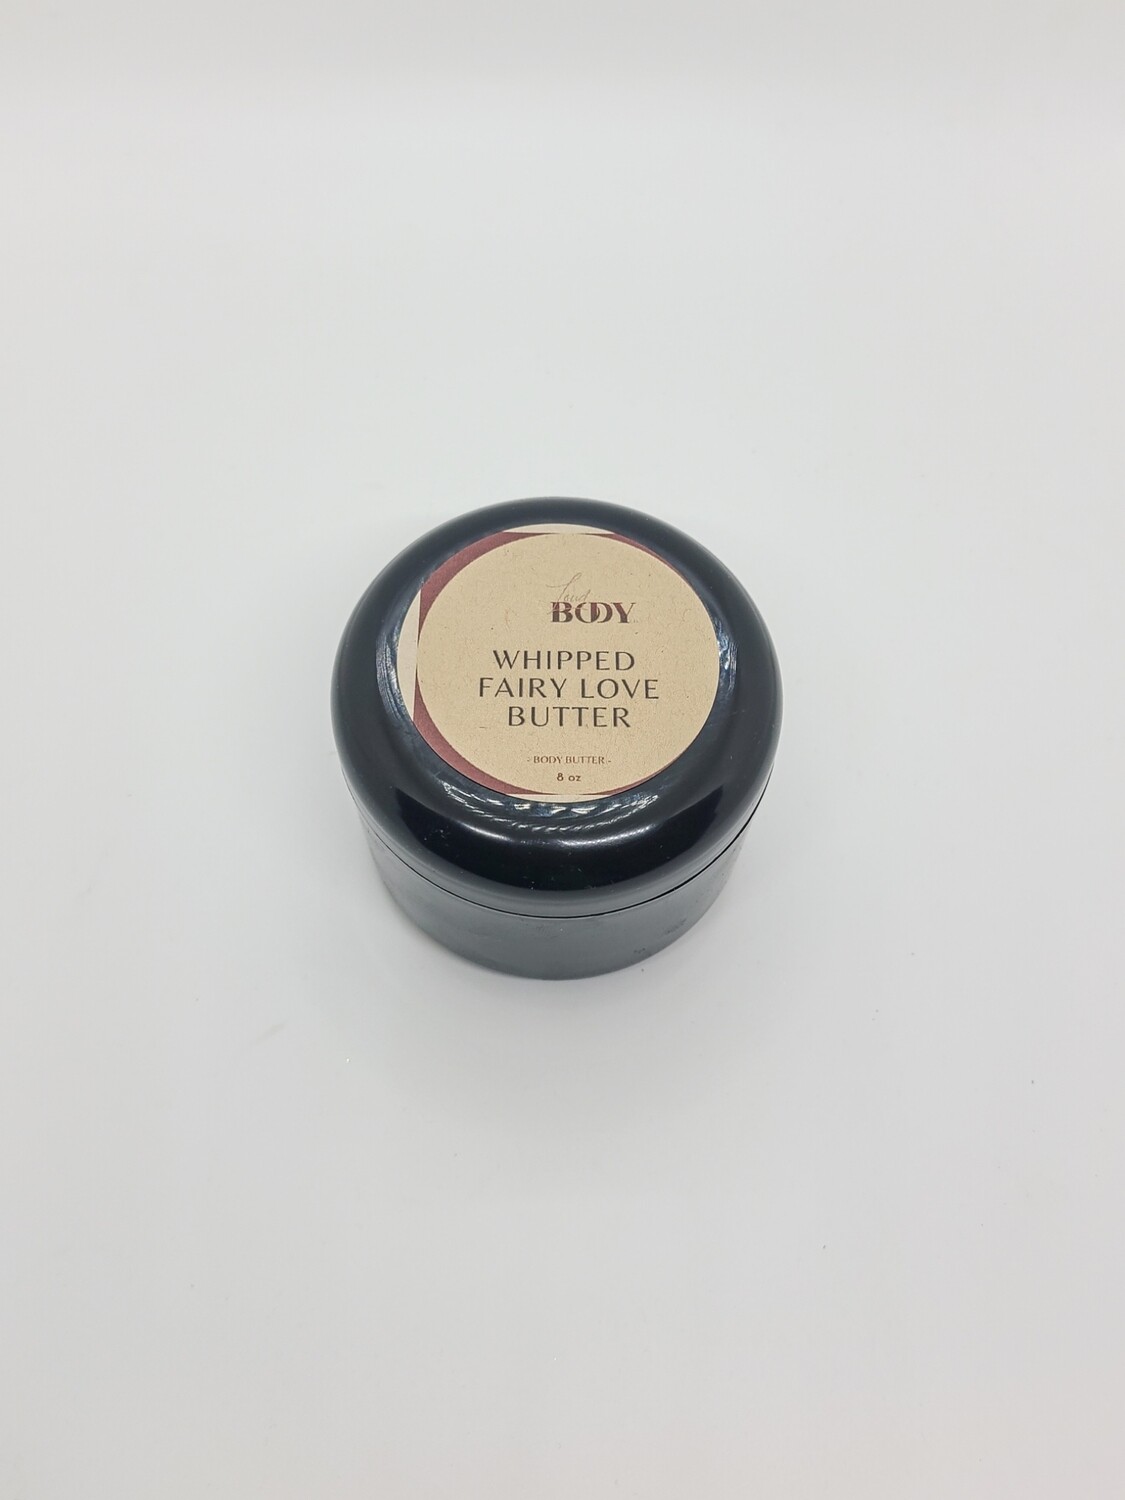 BODY
WHIPPED
FAIRY LOVE
BUTTER
- BODY BUTTER -
8 oz